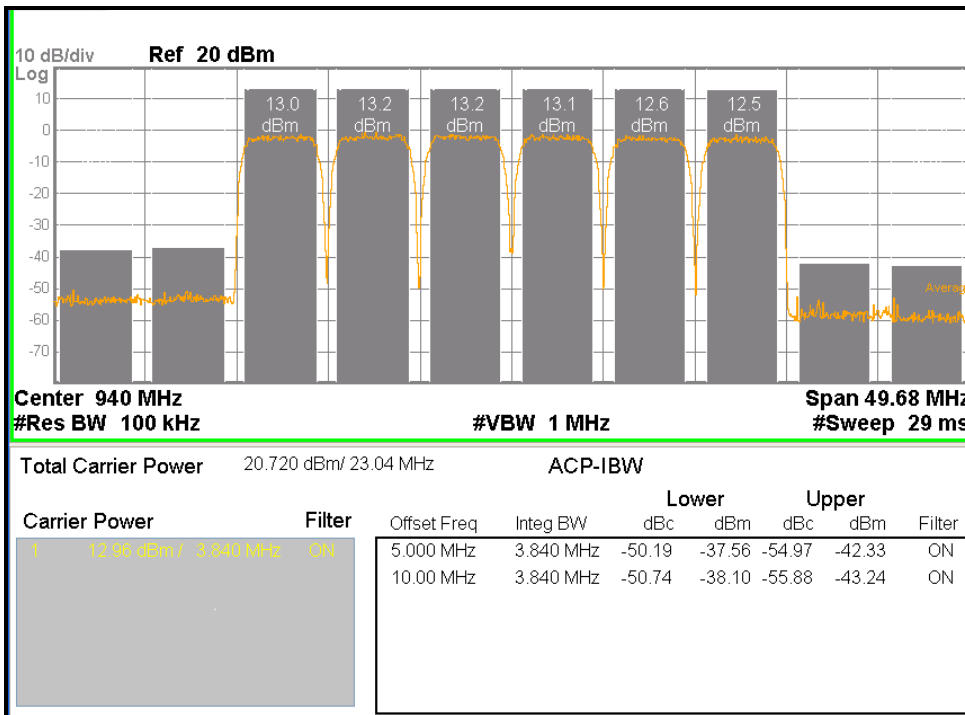 10 dB/div Ref 20 dBm
Log
10
0
-10
-20
-30
-40
-50
-60
-70
13.0 13.2 13.2 13.1 12.6 12.5
dBm dBm dBm dBm dBm dBm
Averag
Center 940 MHz Span 49.68 MHz
#Res BW 100 kHz #VBW 1 MHz #Sweep 29 ms
Total Carrier Power 20.720 dBm/ 23.04 MHz ACP-IBW
Lower Upper
Carrier Power Filter Offset Freq Integ BW dBc dBm dBc dBm Filter
1 12.96 dBm / 3.840 MHz ON 5.000 MHz 3.840 MHz -50.19 -37.56 -54.97 -42.33 ON
10.00 MHz 3.840 MHz -50.74 -38.10 -55.88 -43.24 ON